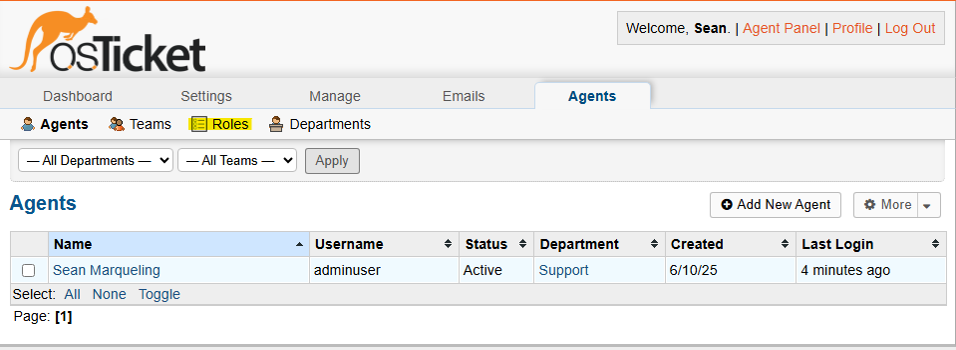 osTicket
Welcome, Sean. | Agent Panel | Profile | Log Out
Dashboard Settings Manage Emails Agents
Agents Teams Roles Departments
— All Departments — — All Teams — Apply
Agents
Add New Agent More
Name Username Status Department Created Last Login
Sean Marqueling adminuser Active Support 6/10/25 4 minutes ago
Select: All None Toggle
Page: [1]